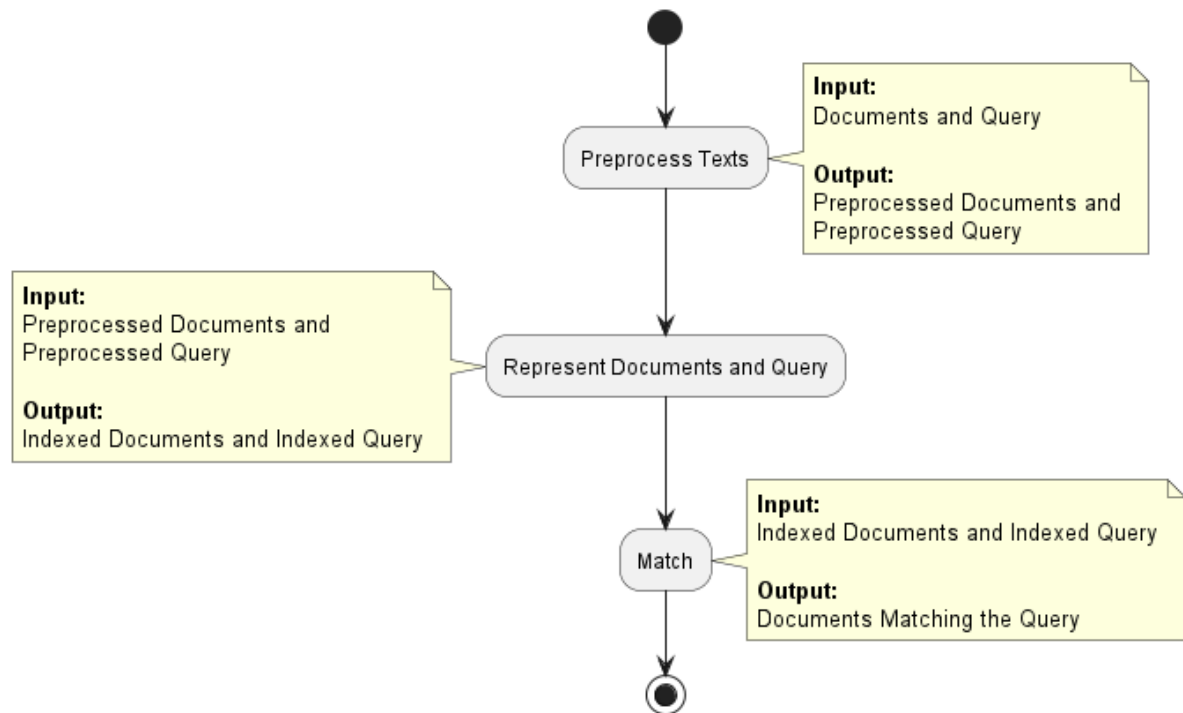 Input:
Documents and Query
Preprocess Texts
Output:
Preprocessed Documents and
Preprocessed Query
Input:
Preprocessed Documents and
Preprocessed Query
Output:
Indexed Documents and Indexed Query
Represent Documents and Query
Input:
Indexed Documents and Indexed Query
Match
Output:
Documents Matching the Query